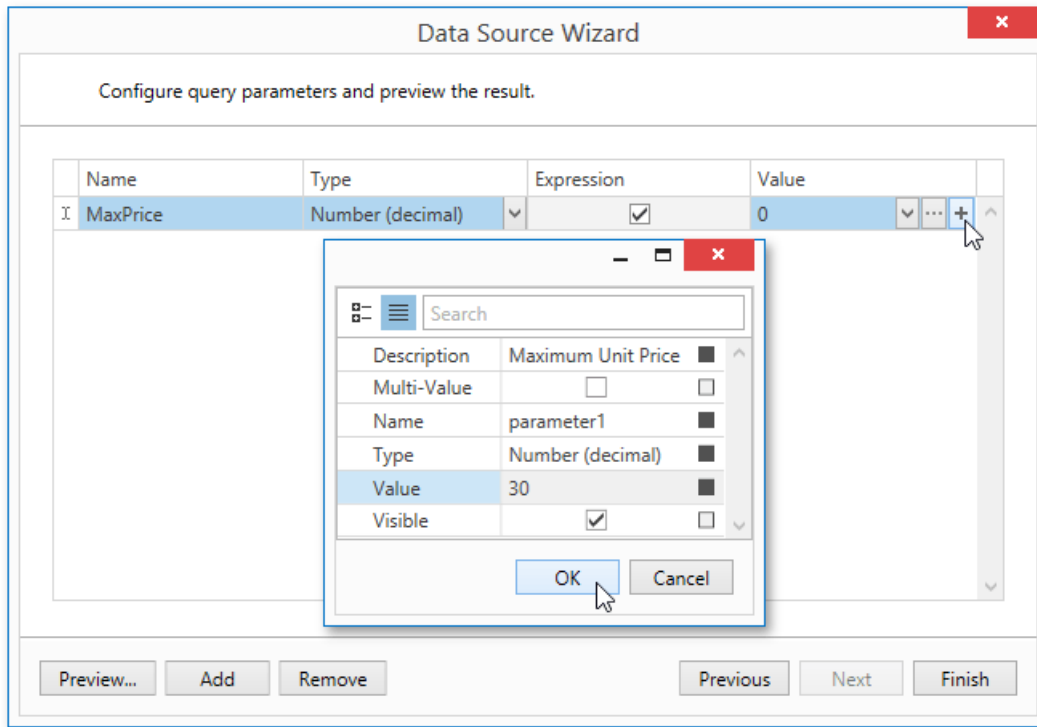 Data Source Wizard
Configure query parameters and preview the result.
Name Type Expression Value
MaxPrice Number (decimal) 0
Search
Description Maximum Unit Price
Multi-Value
Name parameter1
Type Number (decimal)
Value 30
Visible
OK Cancel
Preview... Add Remove Previous Next Finish